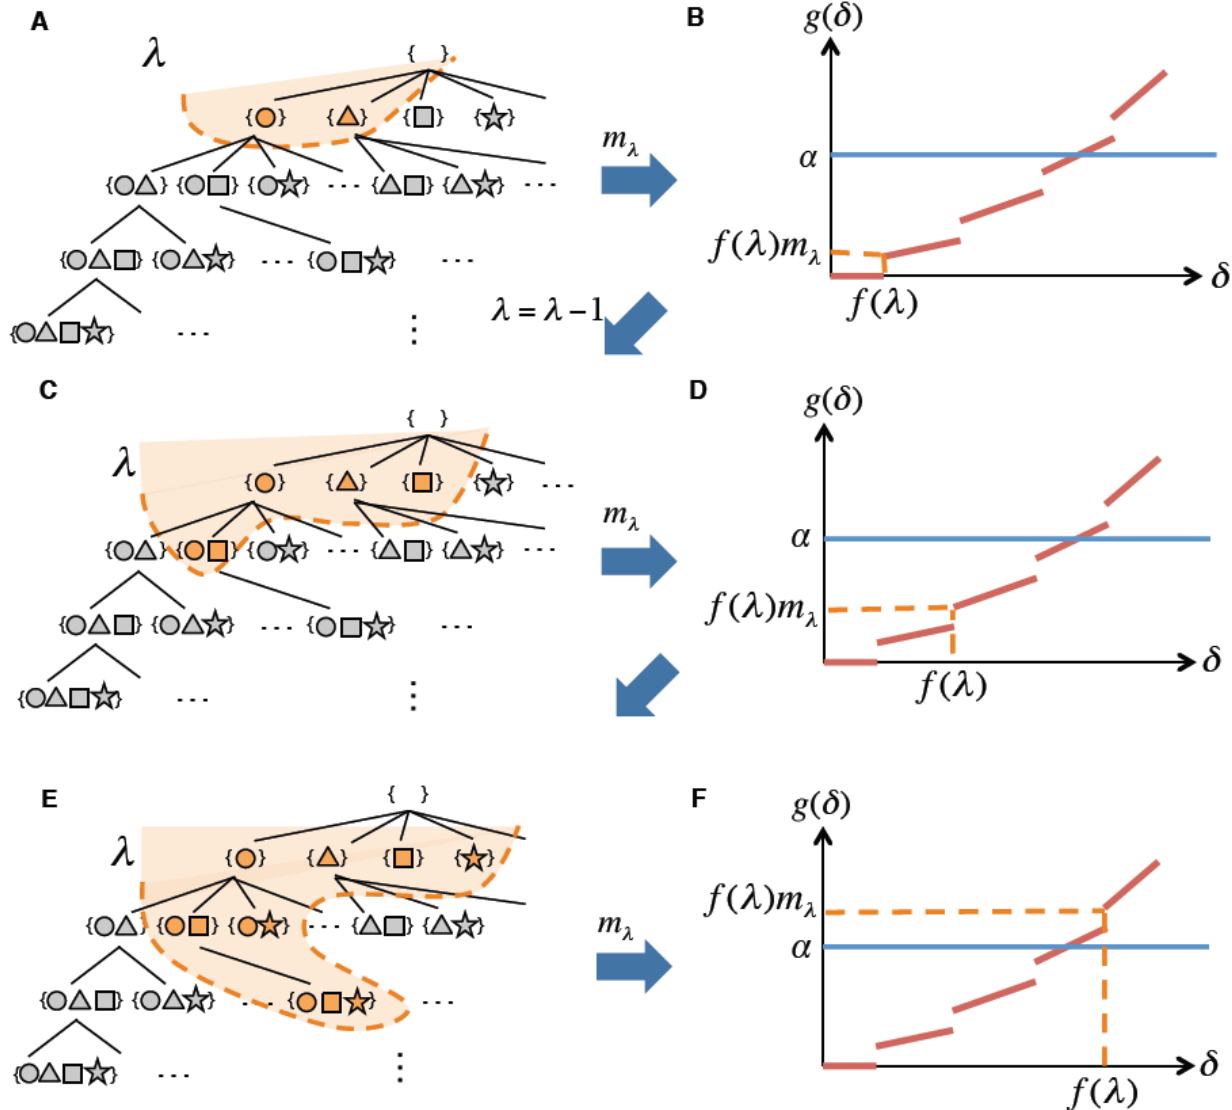 A
λ
{ }
B
g(δ)
m_λ
α
f(λ)m_λ
f(λ)
δ
λ = λ − 1
C
λ
{ }
D
g(δ)
m_λ
α
f(λ)m_λ
f(λ)
δ
E
λ
{ }
F
g(δ)
f(λ)m_λ
m_λ
α
f(λ)
δ